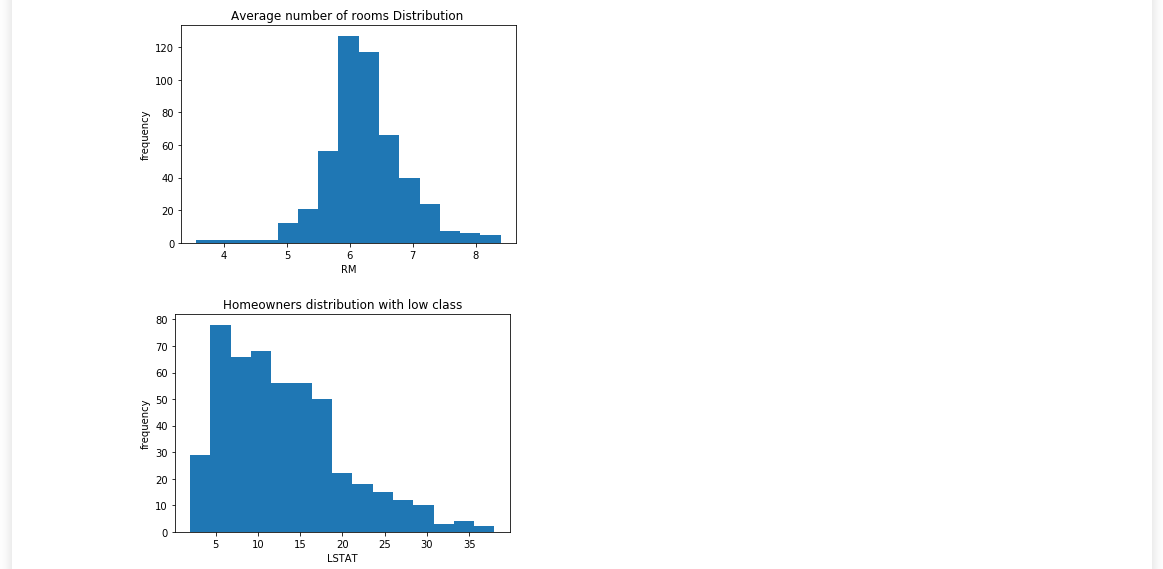 Average number of rooms Distribution
120
100
80
60
40
20
0
frequency
4 5 6 7 8
RM
Homeowners distribution with low class
80
70
60
50
40
30
20
10
0
frequency
5 10 15 20 25 30 35
LSTAT